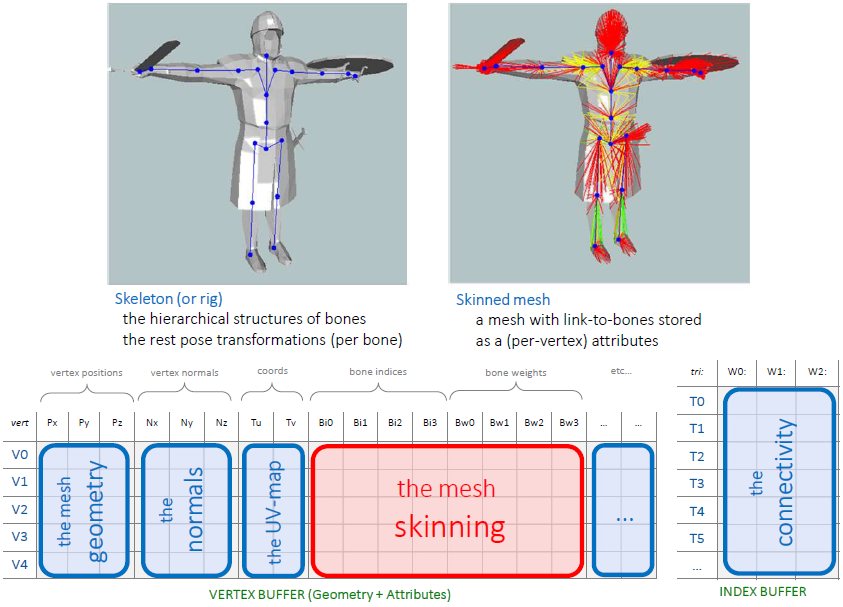 Skeleton (or rig)
the hierarchical structures of bones
the rest pose transformations (per bone)
Skinned mesh
a mesh with link-to-bones stored
as a (per-vertex) attributes
vertex positions vertex normals coords bone indices bone weights etc...
vert Px Py Pz Nx Ny Nz Tu Tv Bi0 Bi1 Bi2 Bi3 Bw0 Bw1 Bw2 Bw3 ... ...
V0
V1
V2
V3
V4
the mesh
geometry
the
normals
the UV-map
the mesh
skinning
...
VERTEX BUFFER (Geometry + Attributes)
tri: W0: W1: W2:
T0
T1
T2
T3
T4
T5
...
the
connectivity
INDEX BUFFER